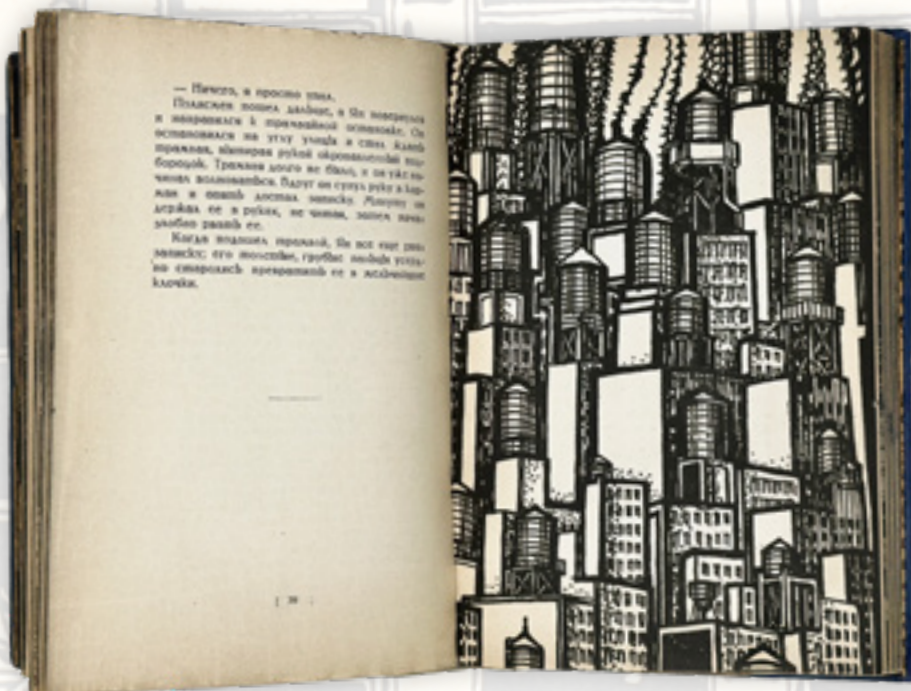 — Ничего, я просто упал.
Полисмен пошел дальше, а Ян повернулся
и направился к трамвайной остановке. Он
остановился на углу улицы и стал ждать
трамвая, вытирая рукой окровавленный под-
бородок. Трамвая долго не было, и он уже на-
чинал волноваться. Вдруг он сунул руку в кар-
ман и опять достал записку. Минуту он
держал ее в руках, не читая, затем начал
злобно рвать ее.
Когда подошел трамвай, Ян все еще рвал
записку; его толстые, грубые пальцы
старались превратить ее в мельчайшие
клочки.